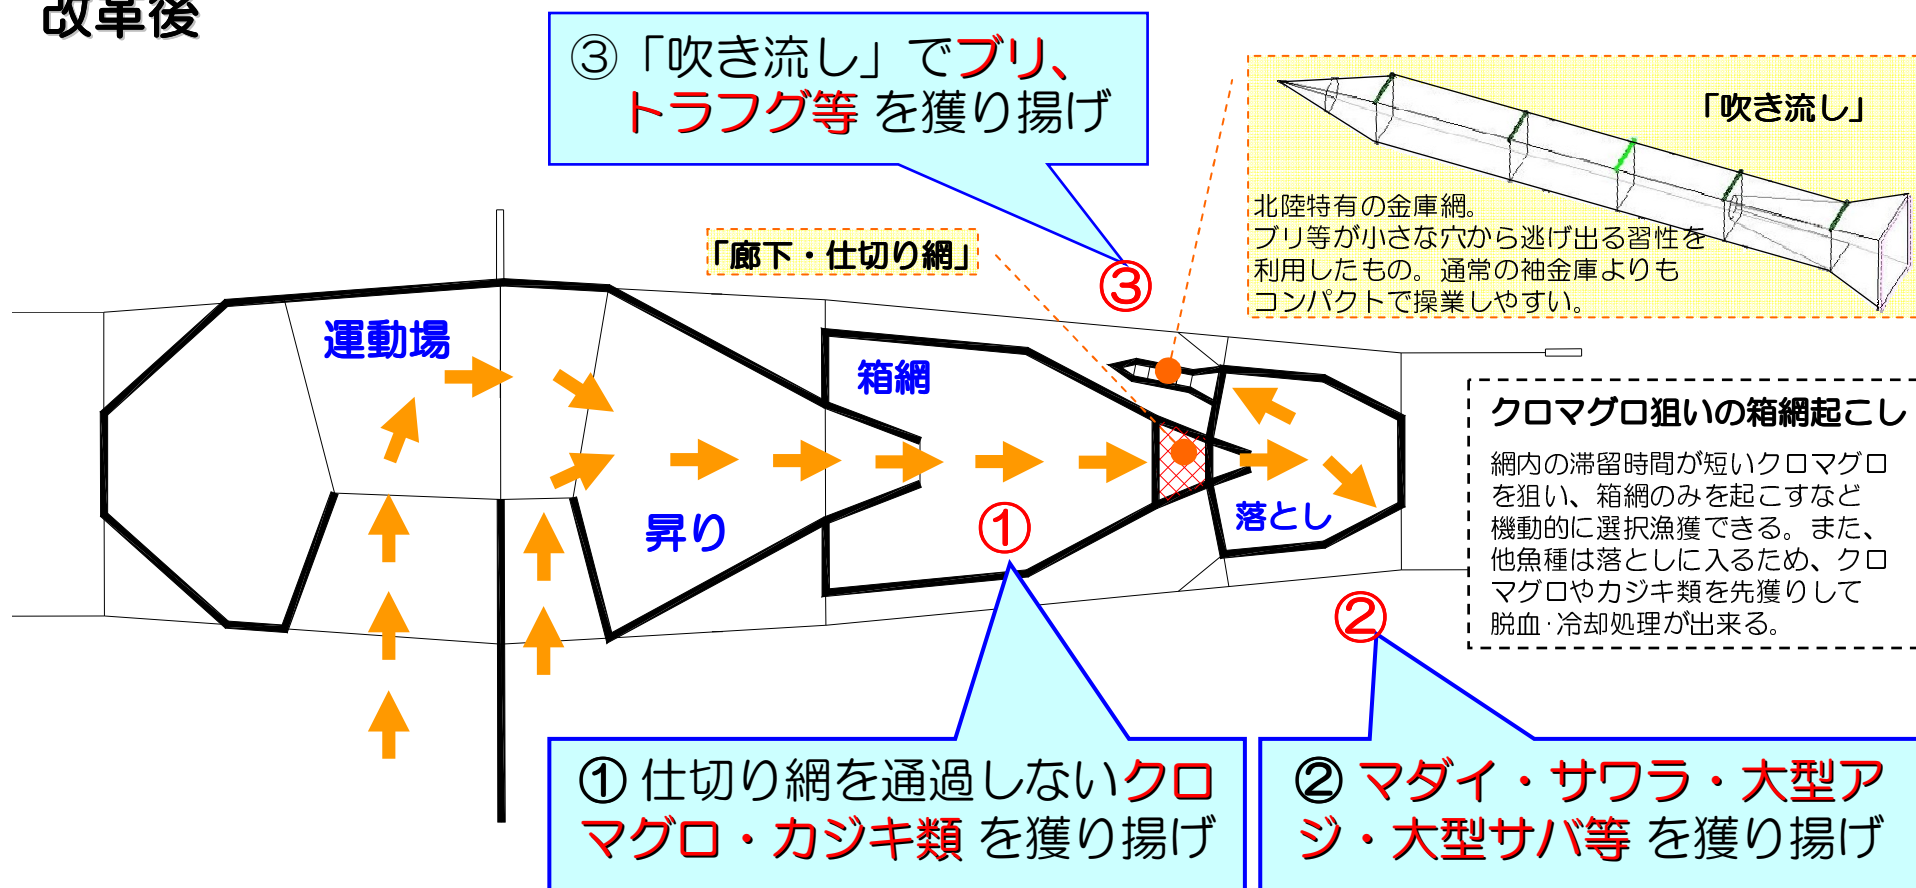 改革後
③「吹き流し」でブリ、
トラフグ等 を獲り揚げ
「吹き流し」
北陸特有の金庫網。
ブリ等が小さな穴から逃げ出る習性を
利用したもの。通常の袖金庫よりも
コンパクトで操業しやすい。
「廊下・仕切り網」
③
運動場
箱網
昇り
①
落とし
②
クロマグロ狙いの箱網起こし
網内の滞留時間が短いクロマグロ
を狙い、箱網のみを起こすなど
機動的に選択漁獲できる。また、
他魚種は落としに入るため、クロ
マグロやカジキ類を先獲りして
脱血・冷却処理が出来る。
① 仕切り網を通過しないクロ
マグロ・カジキ類 を獲り揚げ
② マダイ・サワラ・大型ア
ジ・大型サバ等 を獲り揚げ